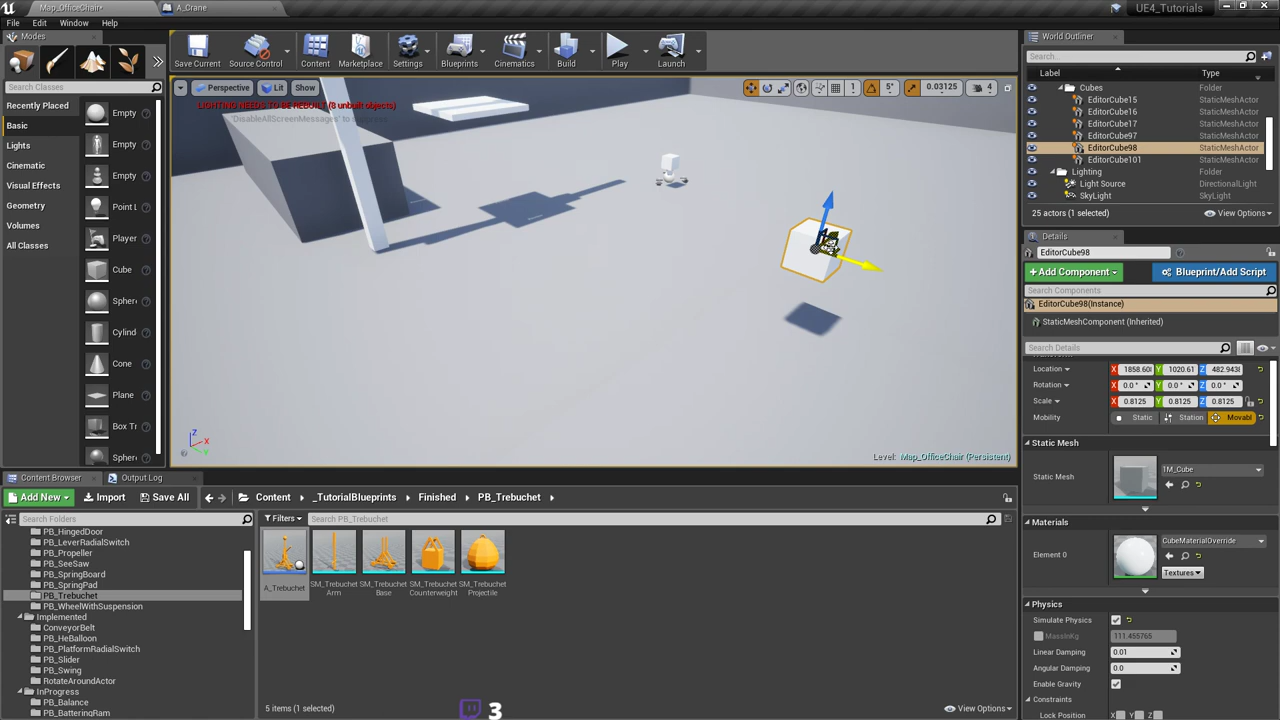 Map_OfficeChair*
A_Crane
UE4_Tutorials
File Edit Window Help
Modes
Search Classes
Recently Placed
Basic
Lights
Cinematic
Visual Effects
Geometry
Volumes
All Classes
Empty
Empty
Empty
Point L
Player
Cube
Spher
Cylind
Cone
Plane
Box Tr
Spher
Save Current Source Control Content Marketplace Settings Blueprints Cinematics Build Play Launch
Perspective Lit Show
1 5° 0.03125 4
LIGHTING NEEDS TO BE REBUILT (8 unbuilt objects)
'DisableAllScreenMessages' to suppress
Z X Y
Level: Map_OfficeChair (Persistent)
World Outliner
Search..
Label Type
Cubes Folder
EditorCube15 StaticMeshActor
EditorCube16 StaticMeshActor
EditorCube17 StaticMeshActor
EditorCube97 StaticMeshActor
EditorCube98 StaticMeshActor
EditorCube101 StaticMeshActor
Lighting Folder
Light Source DirectionalLight
SkyLight SkyLight
25 actors (1 selected) View Options
Details
EditorCube98
+Add Component Blueprint/Add Script
Search Components
EditorCube98(Instance)
StaticMeshComponent (Inherited)
Search Details
Location X 1858.60 Y 1020.61 Z 482.943
Rotation X 0.0 ° Y 0.0 ° Z 0.0 °
Scale X 0.8125 Y 0.8125 Z 0.8125
Mobility Static Station Movabl
Static Mesh
Static Mesh 1M_Cube
Materials
Element 0 CubeMaterialOverride
Textures
Physics
Simulate Physics
MassInKg 111.455765
Linear Damping 0.01
Angular Damping 0.0
Enable Gravity
Constraints
Lock Position X Y Z
Content Browser Output Log
Add New Import Save All Content _TutorialBlueprints Finished PB_Trebuchet
Search Folders
Filters Search PB_Trebuchet
PB_HingedDoor
PB_LeverRadialSwitch
PB_Propeller
PB_SeeSaw
PB_SpringBoard
PB_SpringPad
PB_Trebuchet
PB_WheelWithSuspension
Implemented
ConveyorBelt
PB_HeBalloon
PB_PlatformRadialSwitch
PB_Slider
PB_Swing
RotateAroundActor
InProgress
PB_Balance
PB_BatteringRam
A_Trebuchet
SM_Trebuchet
Arm
SM_Trebuchet
Base
SM_Trebuchet
Counterweight
SM_Trebuchet
Projectile
5 items (1 selected) View Options
3